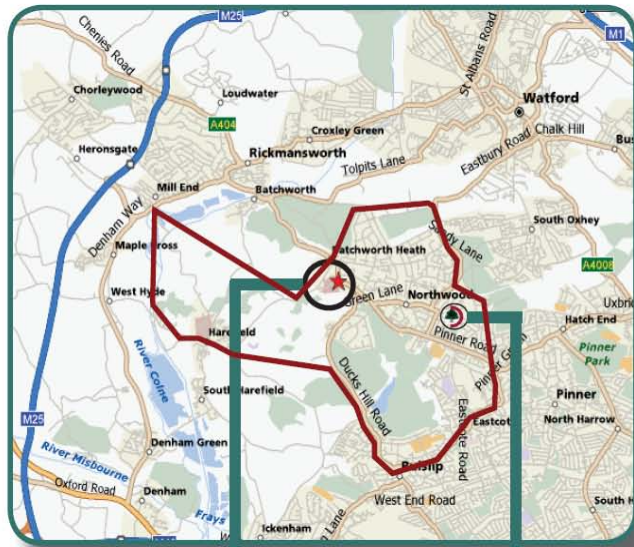 M25
M1
Chenies Road
St Albans Road
Chorleywood
Loudwater
Watford
A404
Chalk Hill
Croxley Green
Heronsgate
Eastbury Road
Rickmansworth
Tolpits Lane
Mill End
Batchworth
Denham Way
South Oxhey
Sandy Lane
Maple Cross
Batchworth Heath
A4008
Green Lane
Northwood
West Hyde
Harefield
Pinner Road
Hatch End
Pinner Green
Pinner
Park
River Colne
Ducks Hill Road
South Harefield
Eastcote Road
Pinner
M25
Eastcote
North Harrow
Denham Green
River Misbourne
Ruislip
Oxford Road
Denham
West End Road
Frays
Ickenham
Lane